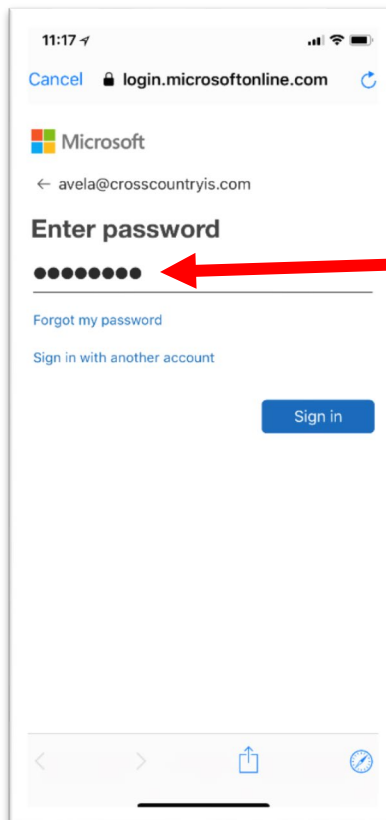 11:17
Cancel login.microsoftonline.com
Microsoft
← avela@crosscountryis.com
Enter password
●●●●●●●●
Forgot my password
Sign in with another account
Sign in